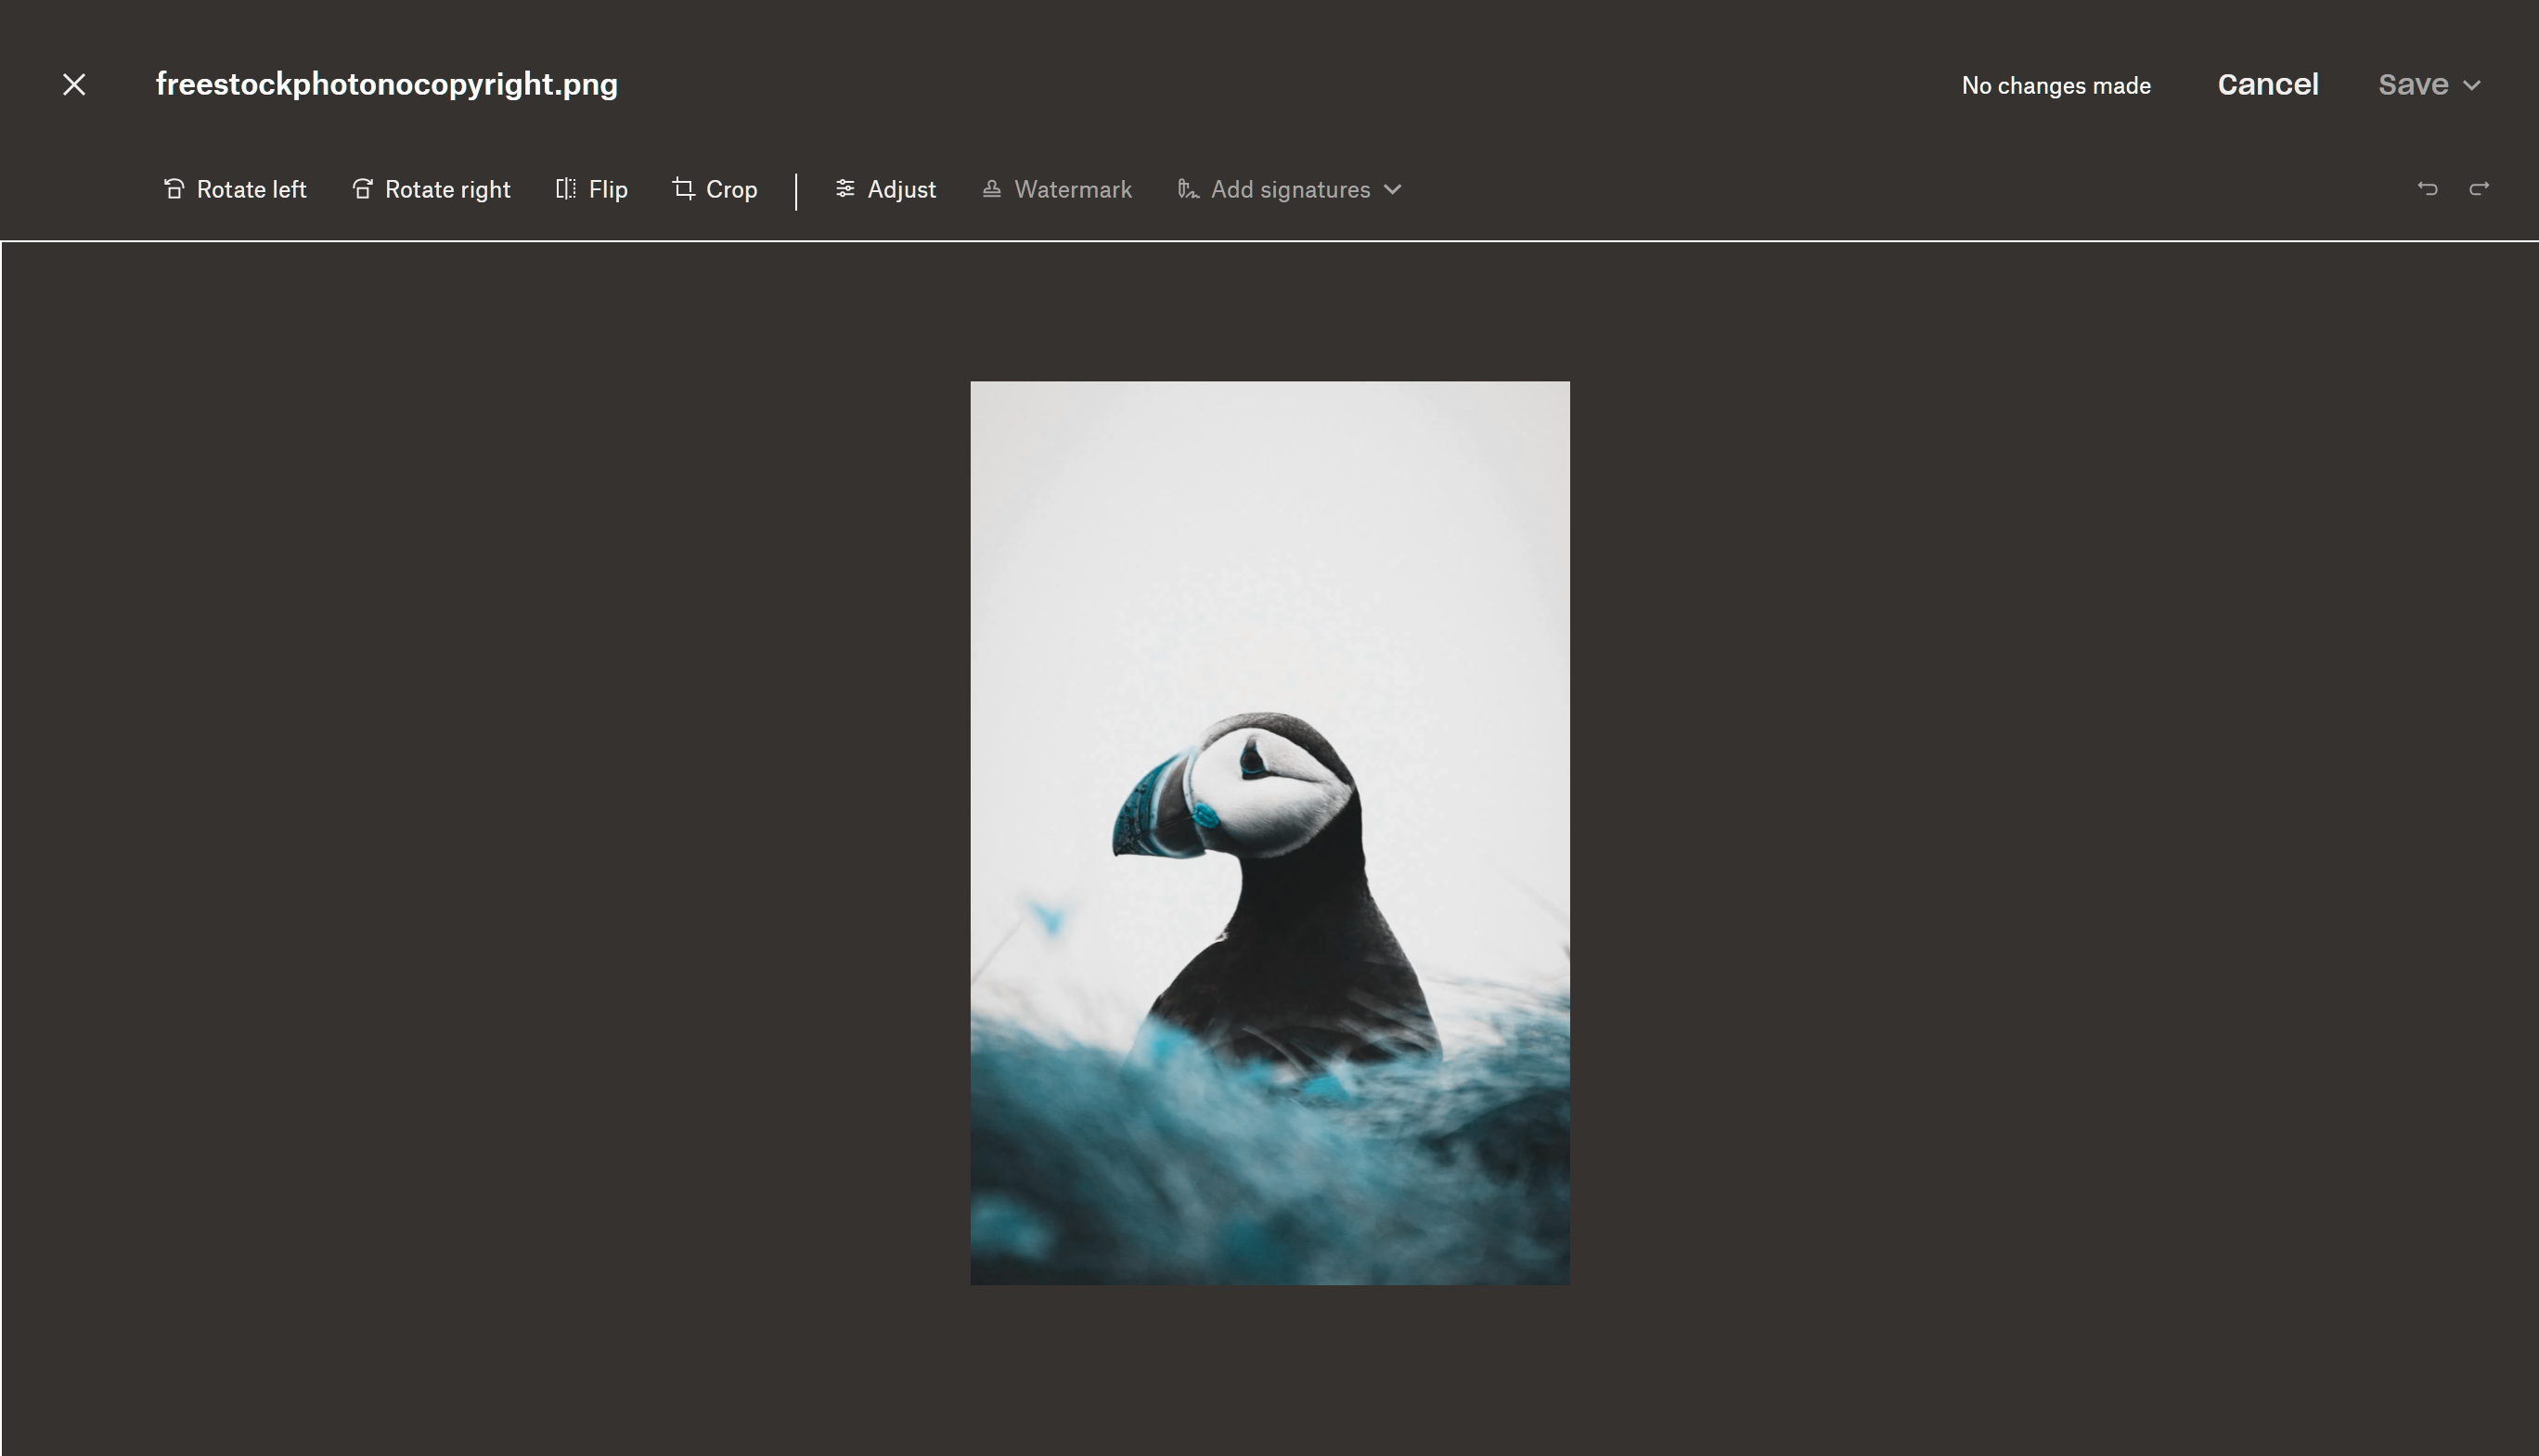 freestockphotonocopyright.png
No changes made
Cancel
Save
Rotate left
Rotate right
Flip
Crop
Adjust
Watermark
Add signatures